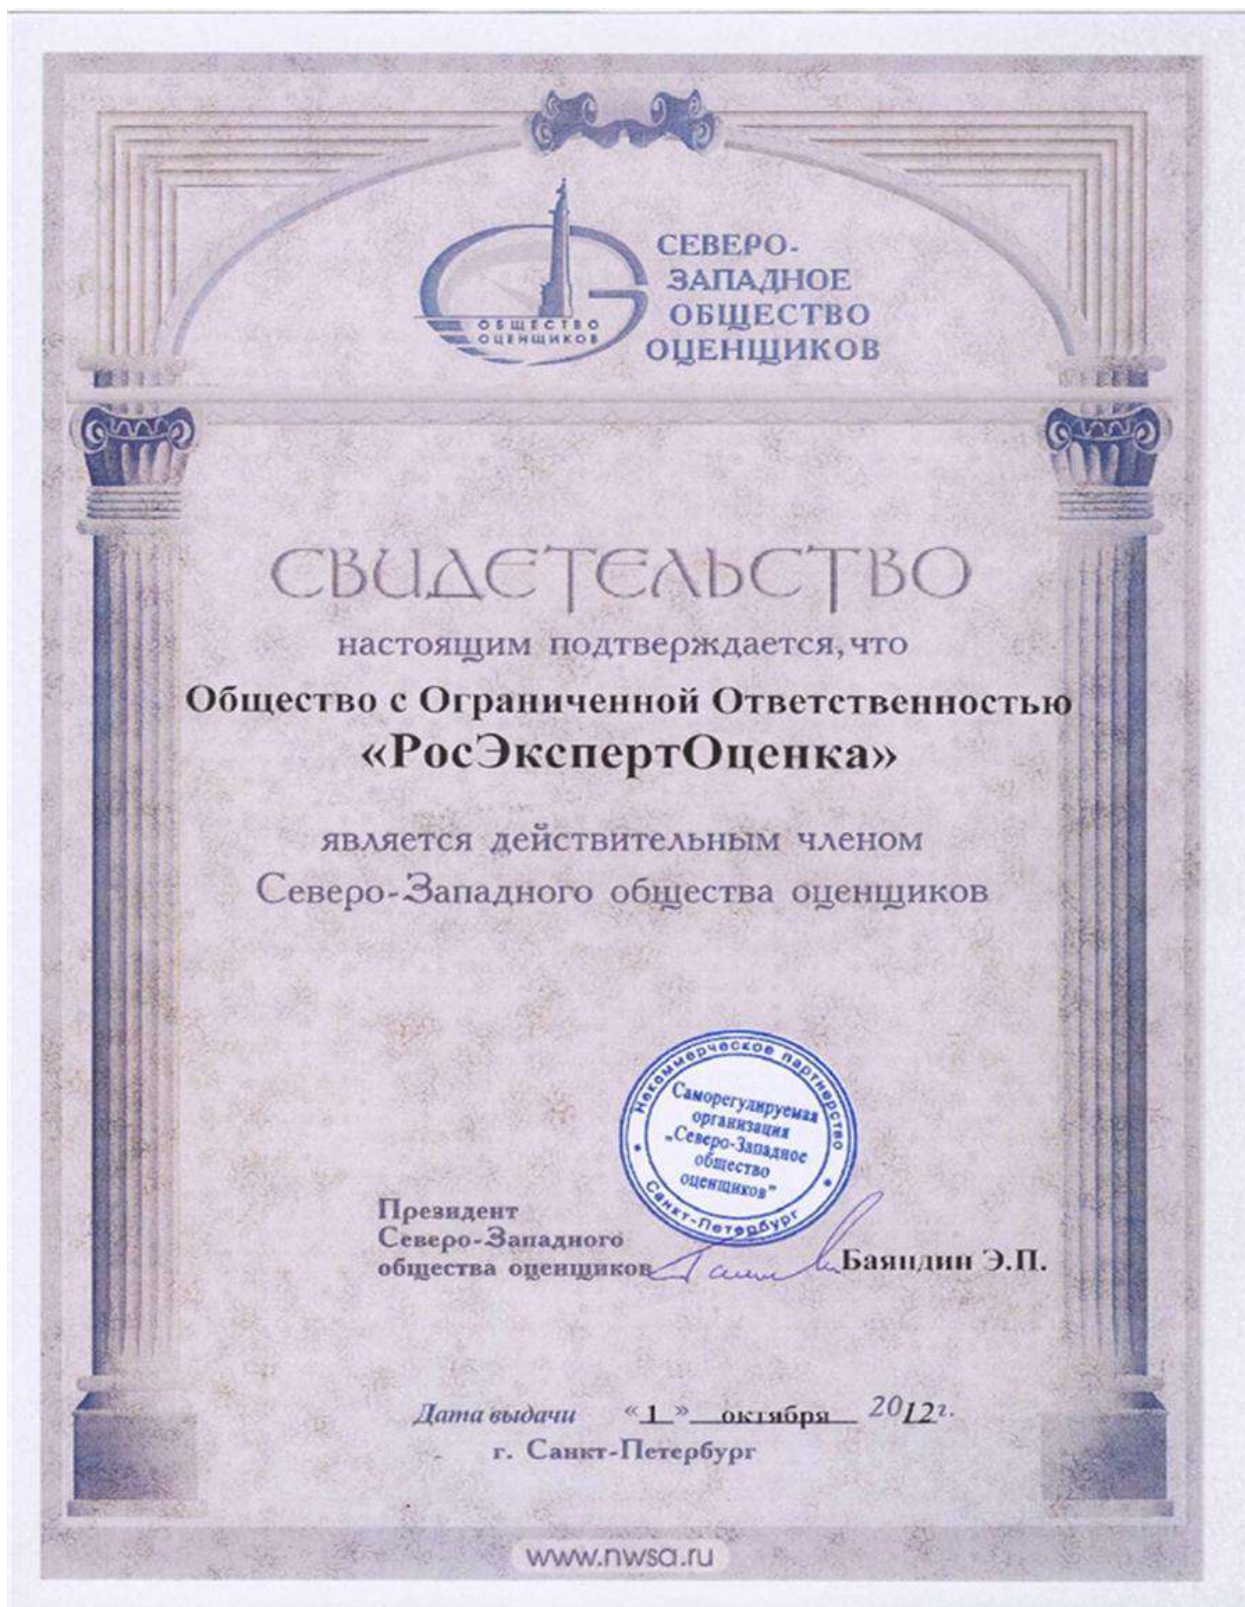 СЕВЕРО-
ЗАПАДНОЕ
ОБЩЕСТВО
ОЦЕНЩИКОВ
ОБЩЕСТВО
ОЦЕНЩИКОВ
СВИДЕТЕЛЬСТВО
настоящим подтверждается, что
Общество с Ограниченной Ответственностью
«РосЭкспертОценка»
является действительным членом
Северо-Западного общества оценщиков
Некоммерческое партнерство
Саморегулируемая
организация
„Северо-Западное
общество
оценщиков"
Санкт-Петербург
Президент
Северо-Западного
общества оценщиков
Баяндин Э.П.
Дата выдачи «1» октября 2012г.
г. Санкт-Петербург
www.nwsa.ru